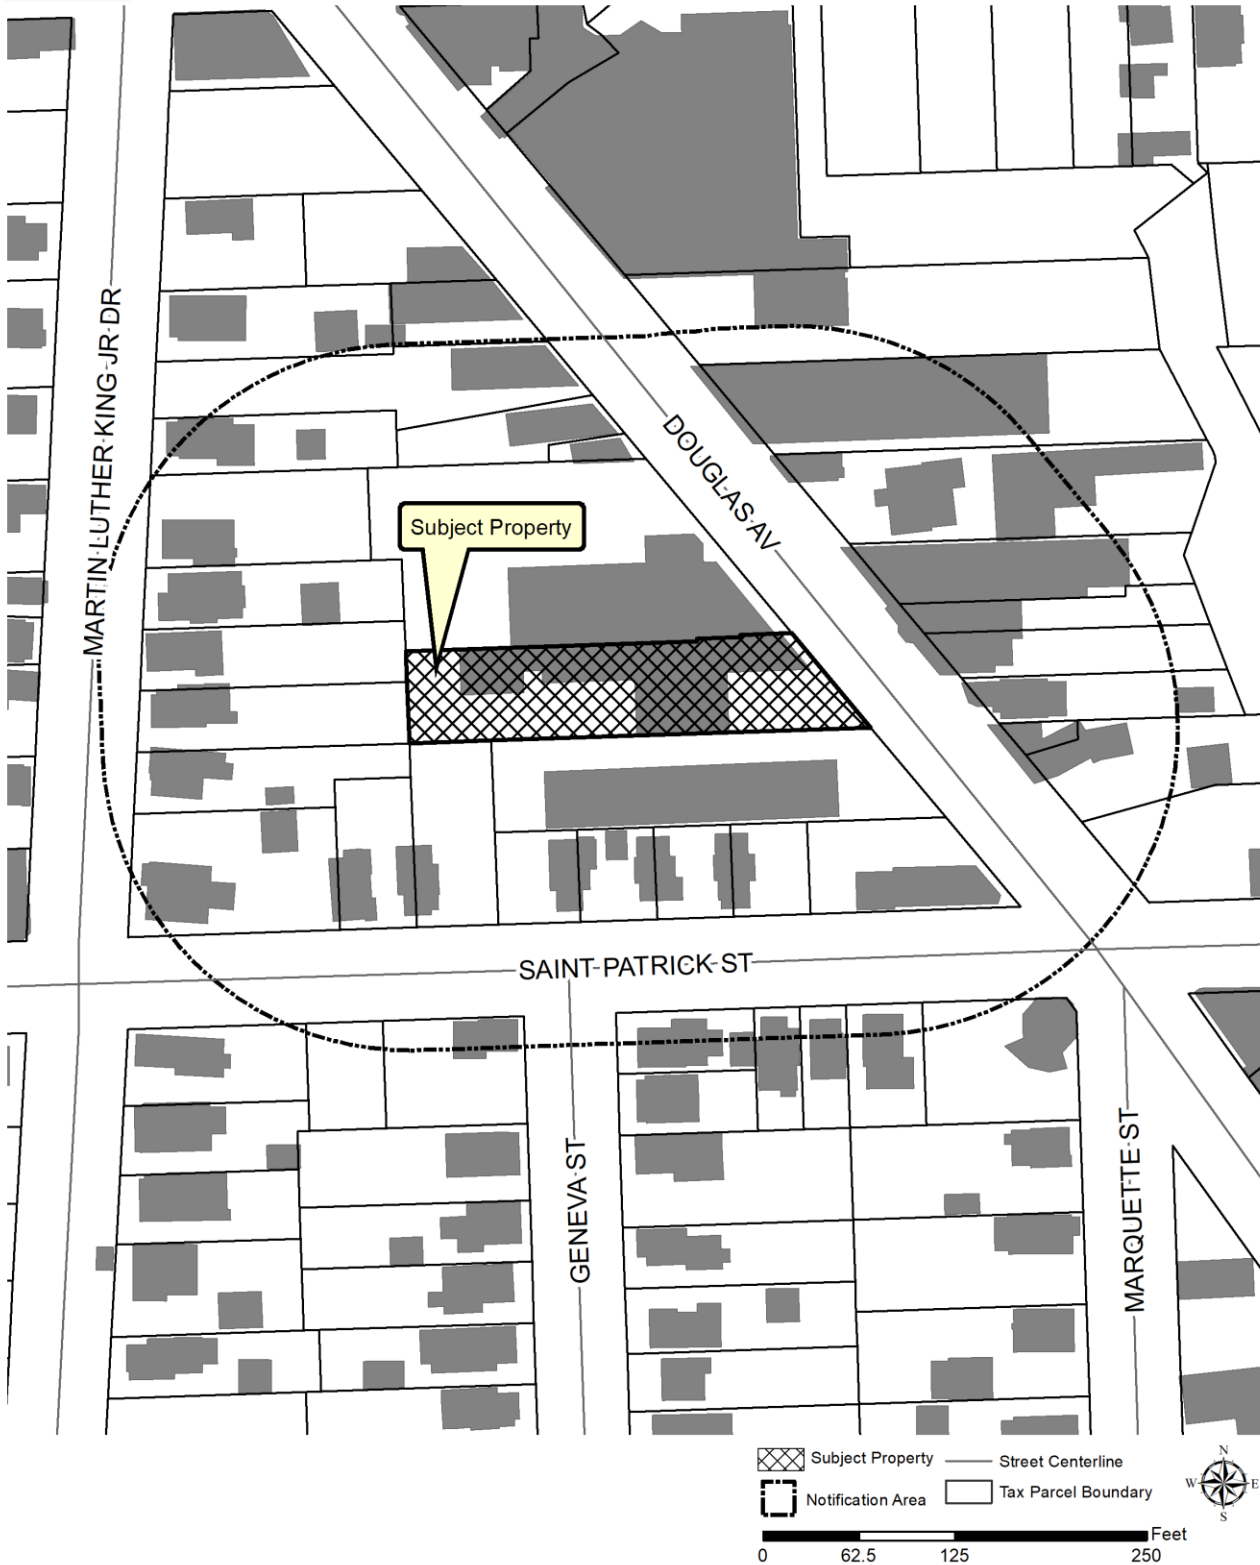 MARTIN LUTHER KING JR DR
DOUGLAS AV
Subject Property
SAINT PATRICK ST
GENEVA ST
MARQUETTE ST
Subject Property
Street Centerline
Notification Area
Tax Parcel Boundary
N
W E
S
Feet
0 62.5 125 250